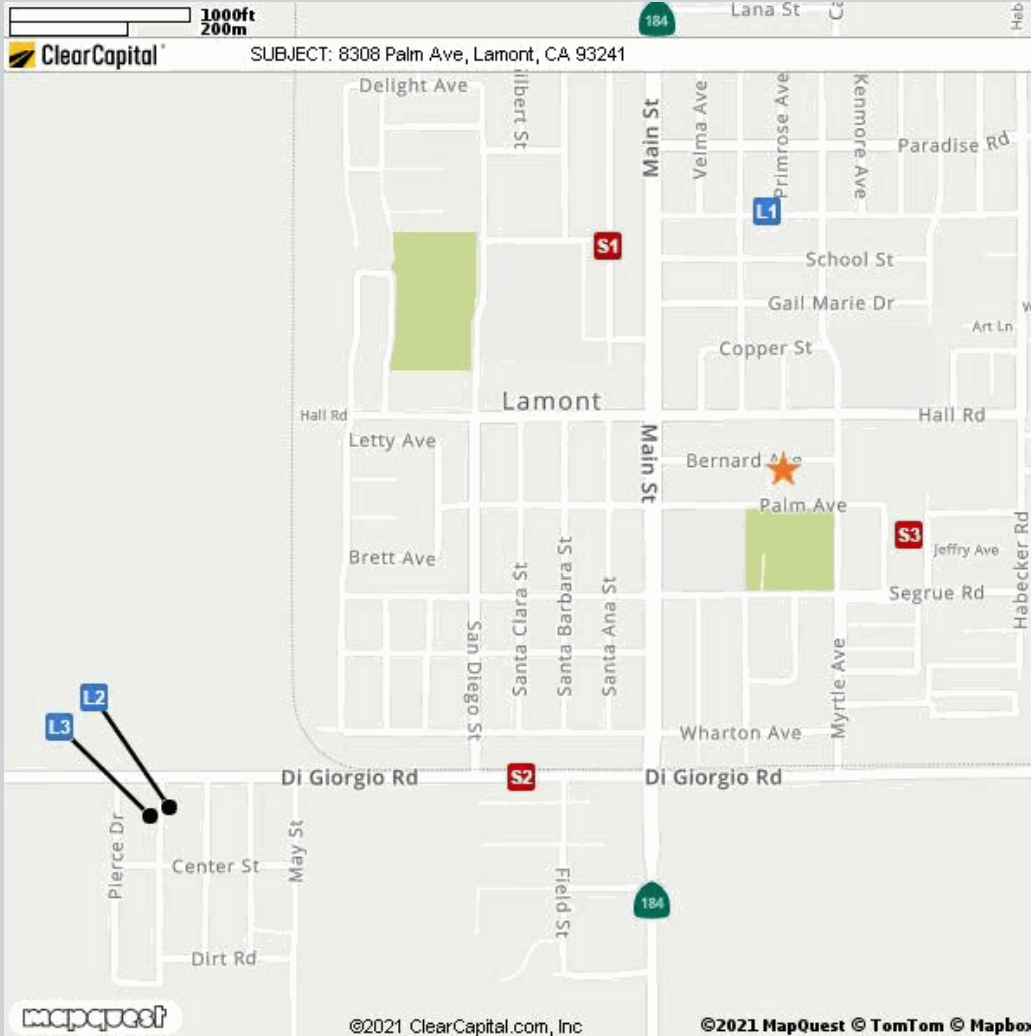 1000ft
200m
184
Lana St
ClearCapital
SUBJECT: 8308 Palm Ave, Lamont, CA 93241
Delight Ave
ilbert St
Main St
Velma Ave
Primrose Ave
Kenmore Ave
Paradise Rd
L1
S1
School St
Gail Marie Dr
Art Ln
Copper St
Lamont
Hall Rd
Hall Rd
Letty Ave
Main St
Bernard Ave
Palm Ave
S3
Jeffry Ave
Brett Ave
Habecker Rd
Segrue Rd
Santa Clara St
Santa Barbara St
Santa Ana St
San Diego St
Myrtle Ave
L2
L3
Wharton Ave
Di Giorgio Rd
S2
Di Giorgio Rd
Pierce Dr
Center St
May St
Field St
184
Dirt Rd
mapquest
©2021 ClearCapital.com, Inc
©2021 MapQuest © TomTom © Mapbox